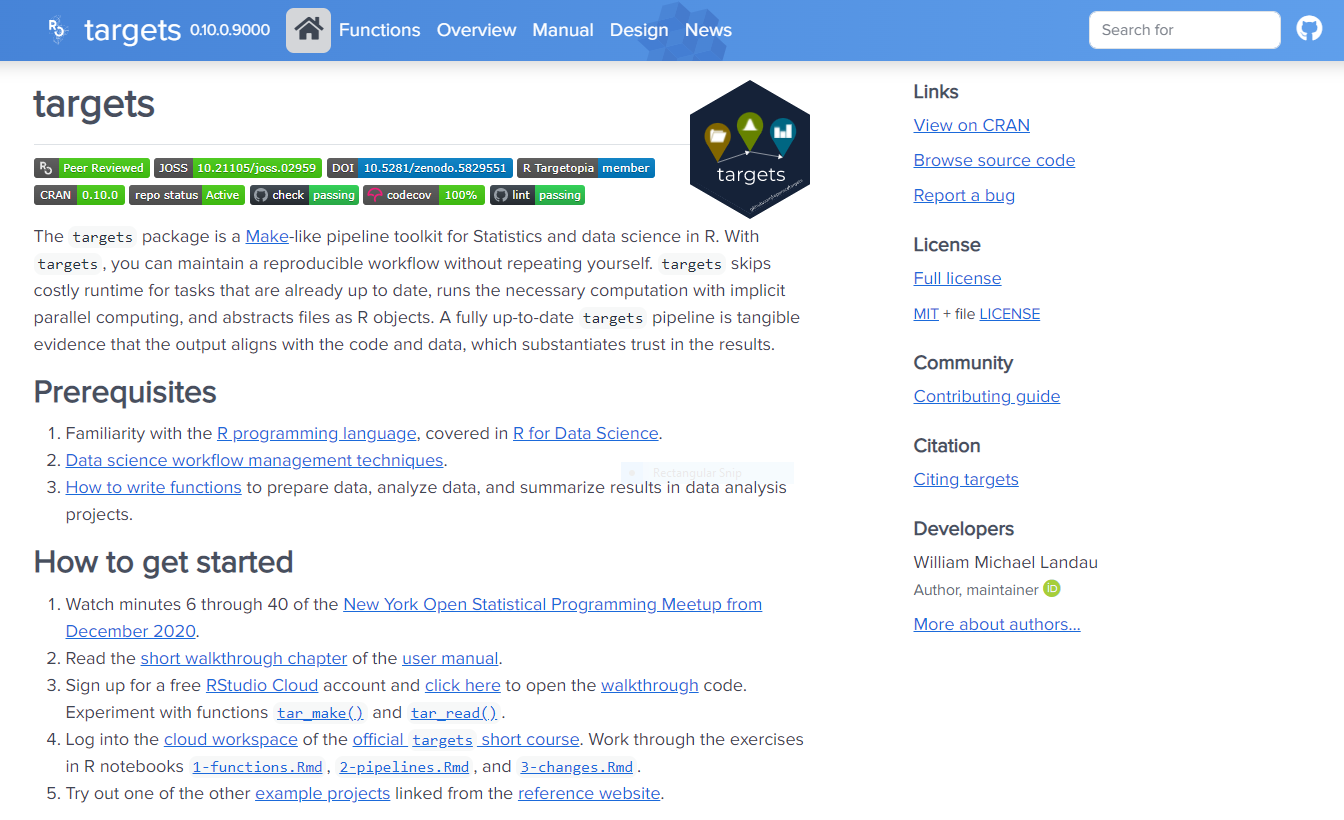 targets 0.10.0.9000 Functions Overview Manual Design News Search for
targets
Peer Reviewed JOSS 10.21105/joss.02959 DOI 10.5281/zenodo.5829551 R Targetopia member
CRAN 0.10.0 repo status Active check passing codecov 100% lint passing
targets
The targets package is a Make-like pipeline toolkit for Statistics and data science in R. With
targets, you can maintain a reproducible workflow without repeating yourself. targets skips
costly runtime for tasks that are already up to date, runs the necessary computation with implicit
parallel computing, and abstracts files as R objects. A fully up-to-date targets pipeline is tangible
evidence that the output aligns with the code and data, which substantiates trust in the results.
Prerequisites
1. Familiarity with the R programming language, covered in R for Data Science.
2. Data science workflow management techniques.
Rectangular Snip
3. How to write functions to prepare data, analyze data, and summarize results in data analysis
projects.
How to get started
1. Watch minutes 6 through 40 of the New York Open Statistical Programming Meetup from
December 2020.
2. Read the short walkthrough chapter of the user manual.
3. Sign up for a free RStudio Cloud account and click here to open the walkthrough code.
Experiment with functions tar_make() and tar_read().
4. Log into the cloud workspace of the official targets short course. Work through the exercises
in R notebooks 1-functions.Rmd, 2-pipelines.Rmd, and 3-changes.Rmd.
5. Try out one of the other example projects linked from the reference website.
Links
View on CRAN
Browse source code
Report a bug
License
Full license
MIT + file LICENSE
Community
Contributing guide
Citation
Citing targets
Developers
William Michael Landau
Author, maintainer iD
More about authors...